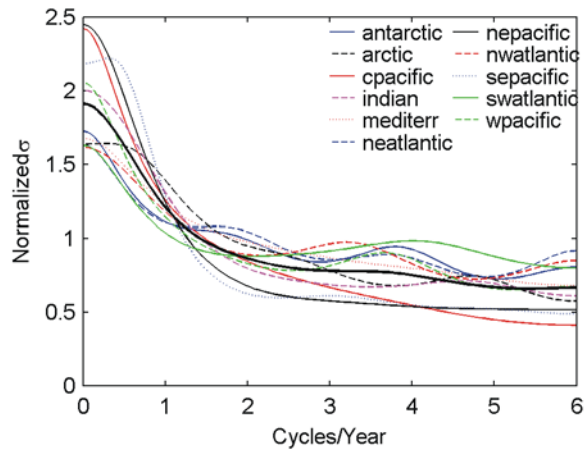 2.5
2
1.5
1
0.5
0
Normalized σ
0 1 2 3 4 5 6
Cycles/Year
antarctic
arctic
cpacific
indian
mediterr
neatlantic
nepacific
nwatlantic
sepacific
swatlantic
wpacific